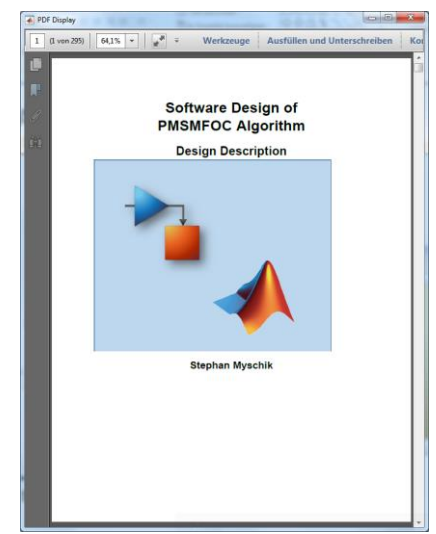 PDF Display
1 (1 von 295) 64,1% Werkzeuge Ausfüllen und Unterschreiben Ko
Software Design of
PMSMFOC Algorithm
Design Description
Stephan Myschik